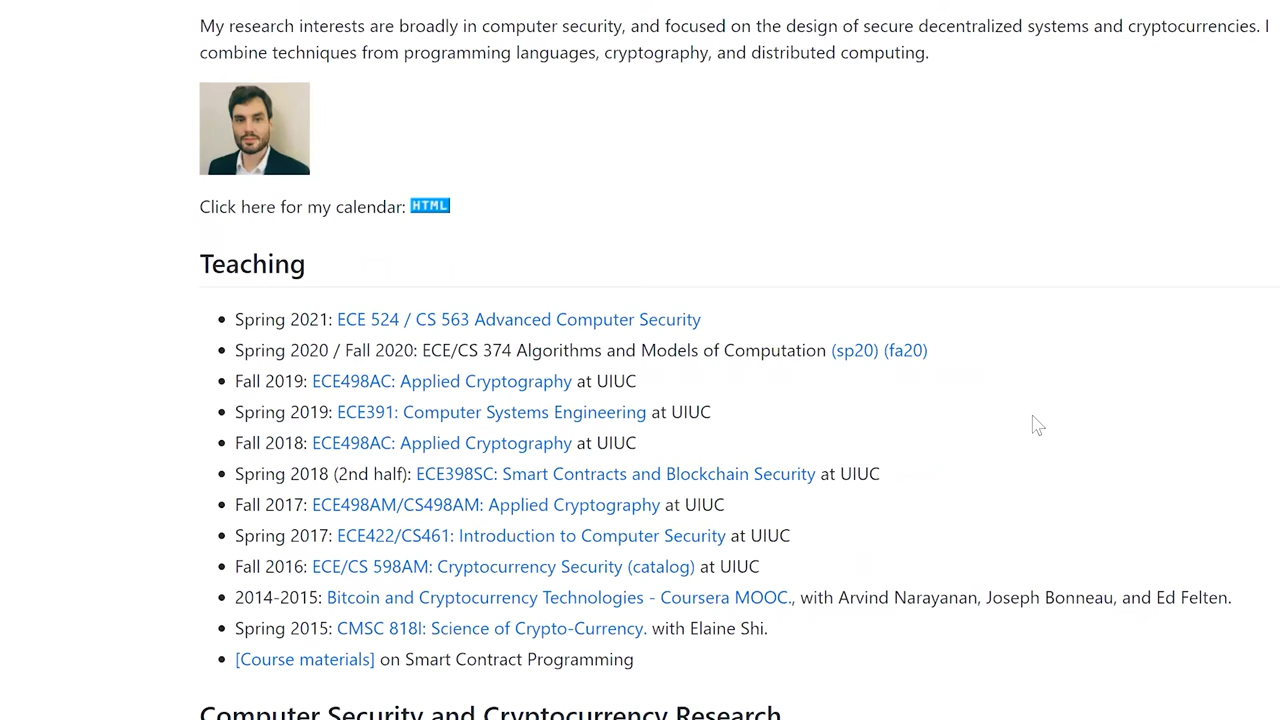 My research interests are broadly in computer security, and focused on the design of secure decentralized systems and cryptocurrencies. I
combine techniques from programming languages, cryptography, and distributed computing.
Click here for my calendar: HTML
Teaching
Spring 2021: ECE 524 / CS 563 Advanced Computer Security
Spring 2020 / Fall 2020: ECE/CS 374 Algorithms and Models of Computation (sp20) (fa20)
Fall 2019: ECE498AC: Applied Cryptography at UIUC
Spring 2019: ECE391: Computer Systems Engineering at UIUC
Fall 2018: ECE498AC: Applied Cryptography at UIUC
Spring 2018 (2nd half): ECE398SC: Smart Contracts and Blockchain Security at UIUC
Fall 2017: ECE498AM/CS498AM: Applied Cryptography at UIUC
Spring 2017: ECE422/CS461: Introduction to Computer Security at UIUC
Fall 2016: ECE/CS 598AM: Cryptocurrency Security (catalog) at UIUC
2014-2015: Bitcoin and Cryptocurrency Technologies - Coursera MOOC., with Arvind Narayanan, Joseph Bonneau, and Ed Felten.
Spring 2015: CMSC 818I: Science of Crypto-Currency. with Elaine Shi.
[Course materials] on Smart Contract Programming
Computer Security and Cryptocurrency Research